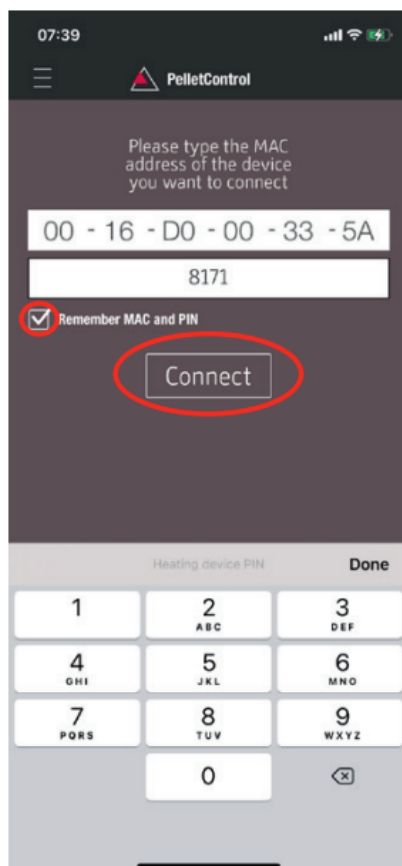 07:39
PelletControl
Please type the MAC
address of the device
you want to connect
00 - 16 - D0 - 00 - 33 - 5A
8171
Remember MAC and PIN
Connect
Heating device PIN
Done
1
2
ABC
3
DEF
4
GHI
5
JKL
6
MNO
7
PQRS
8
TUV
9
WXYZ
0